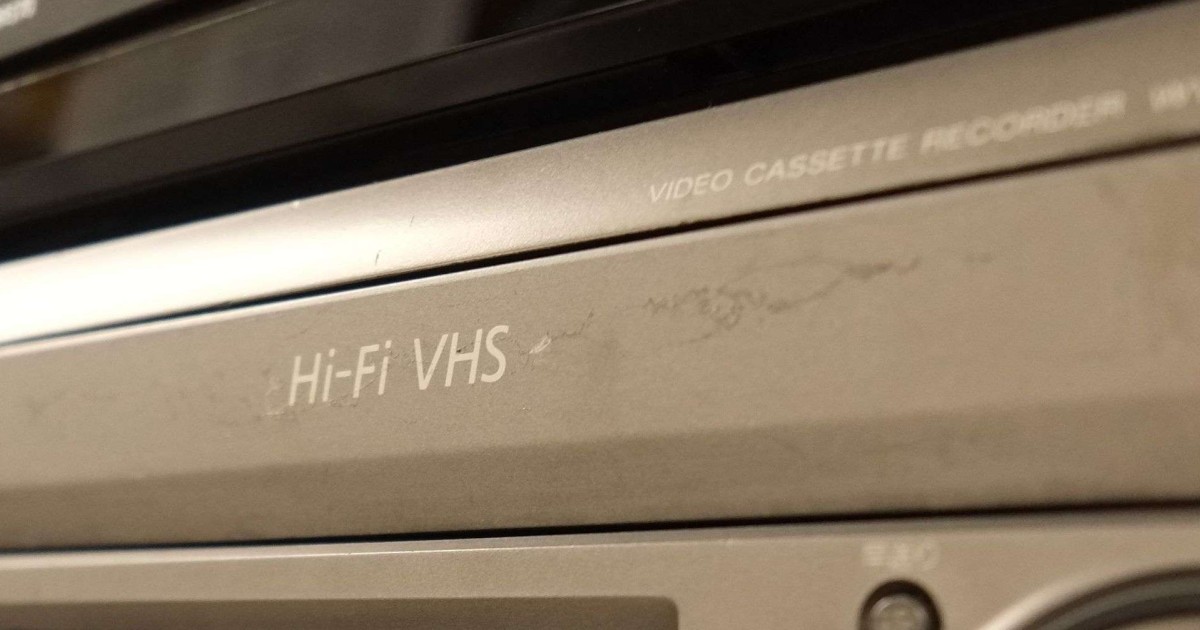 VIDEO CASSETTE RECORDER
Hi-Fi VHS